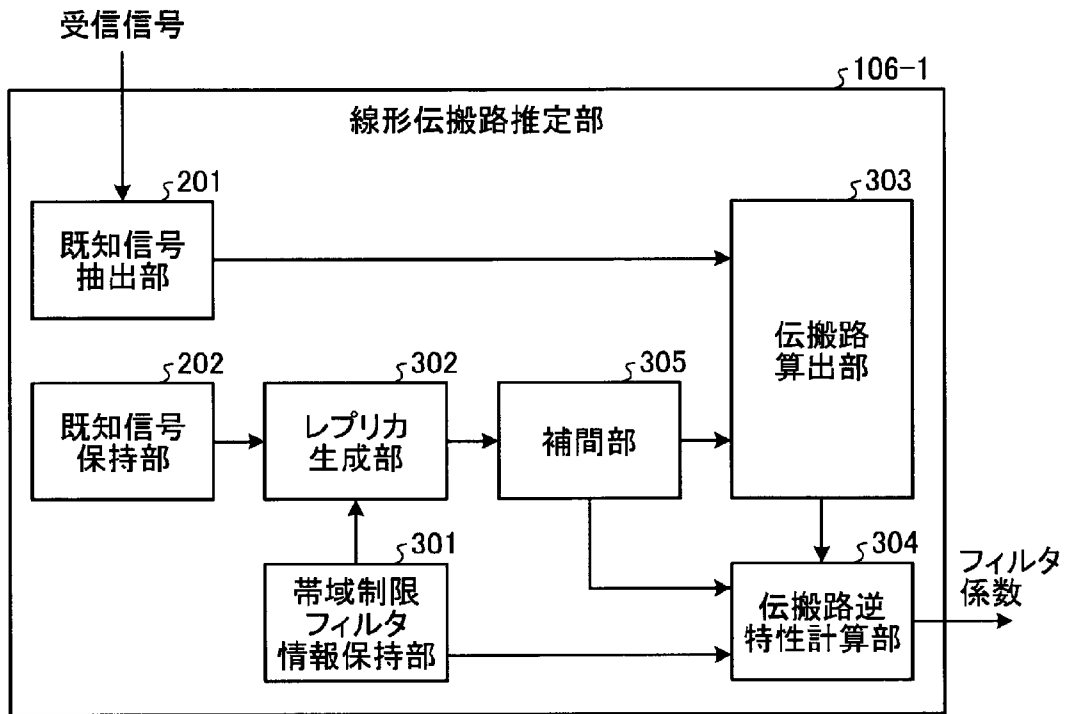 受信信号
106-1
線形伝搬路推定部
201
既知信号
抽出部
303
伝搬路
算出部
202
既知信号
保持部
302
レプリカ
生成部
305
補間部
301
帯域制限
フィルタ
情報保持部
304
伝搬路逆
特性計算部
フィルタ
係数